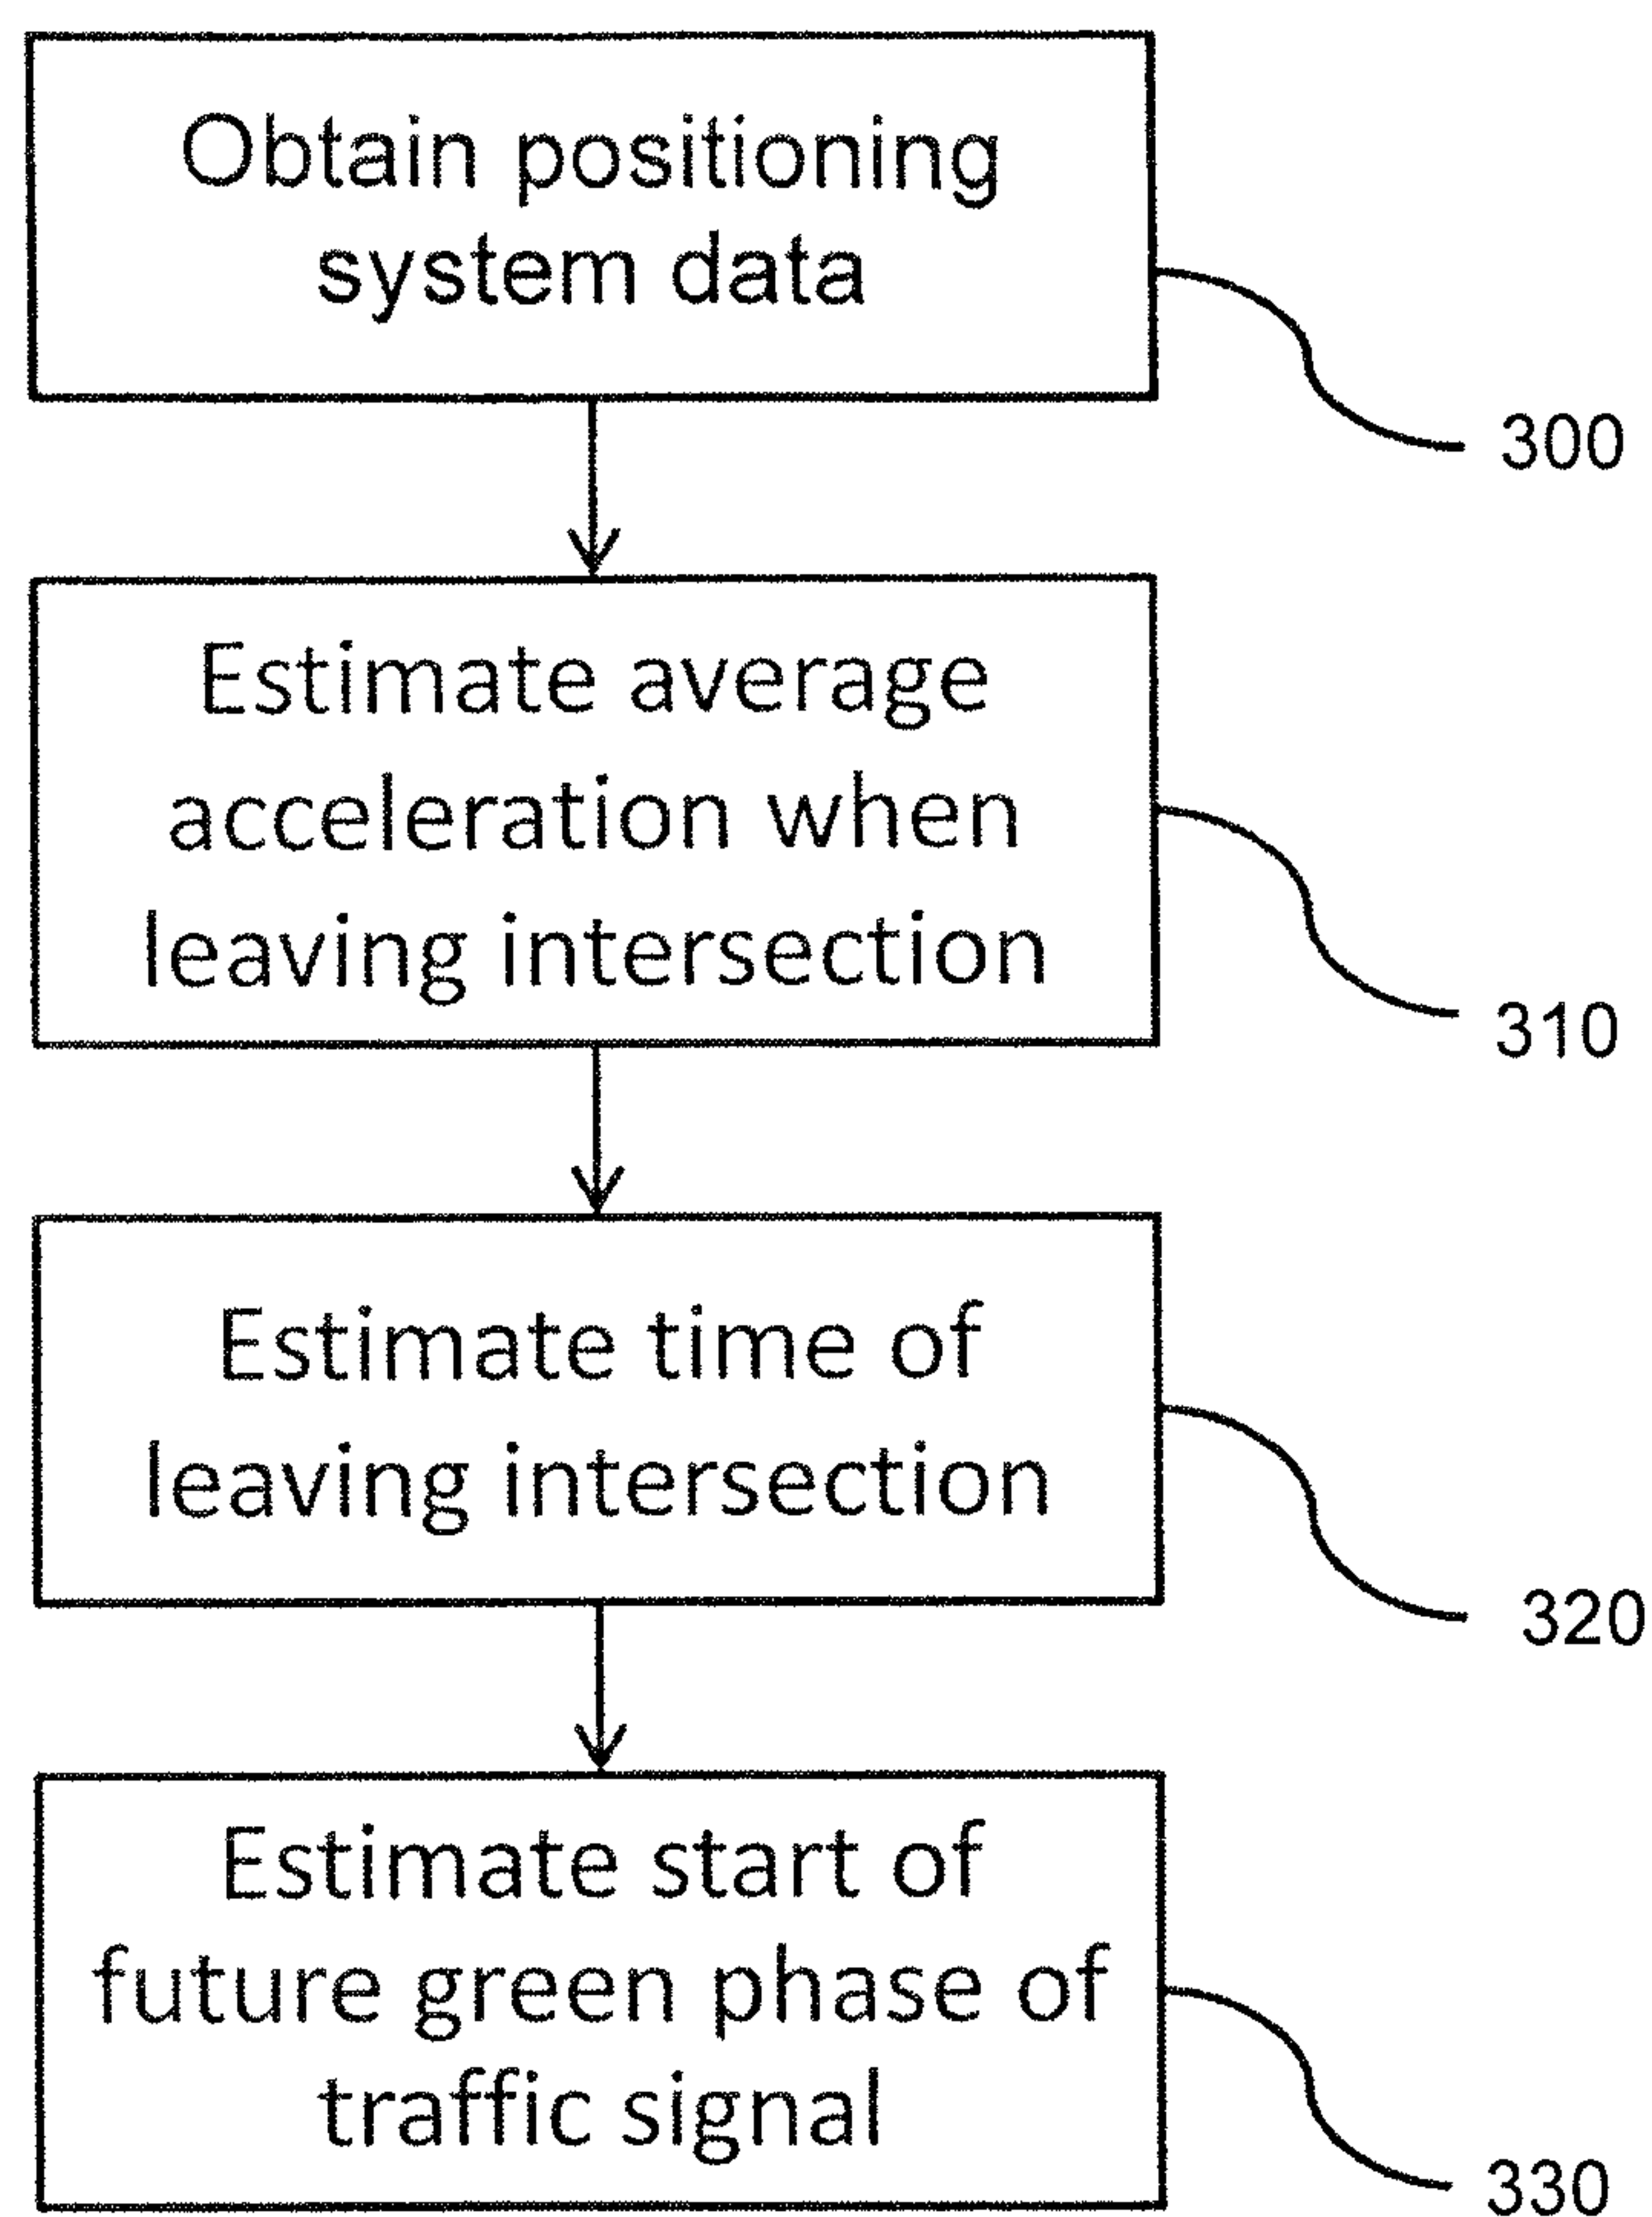 Obtain positioning
system data
300
Estimate average
acceleration when
leaving intersection
310
Estimate time of
leaving intersection
320
Estimate start of
future green phase of
traffic signal
330